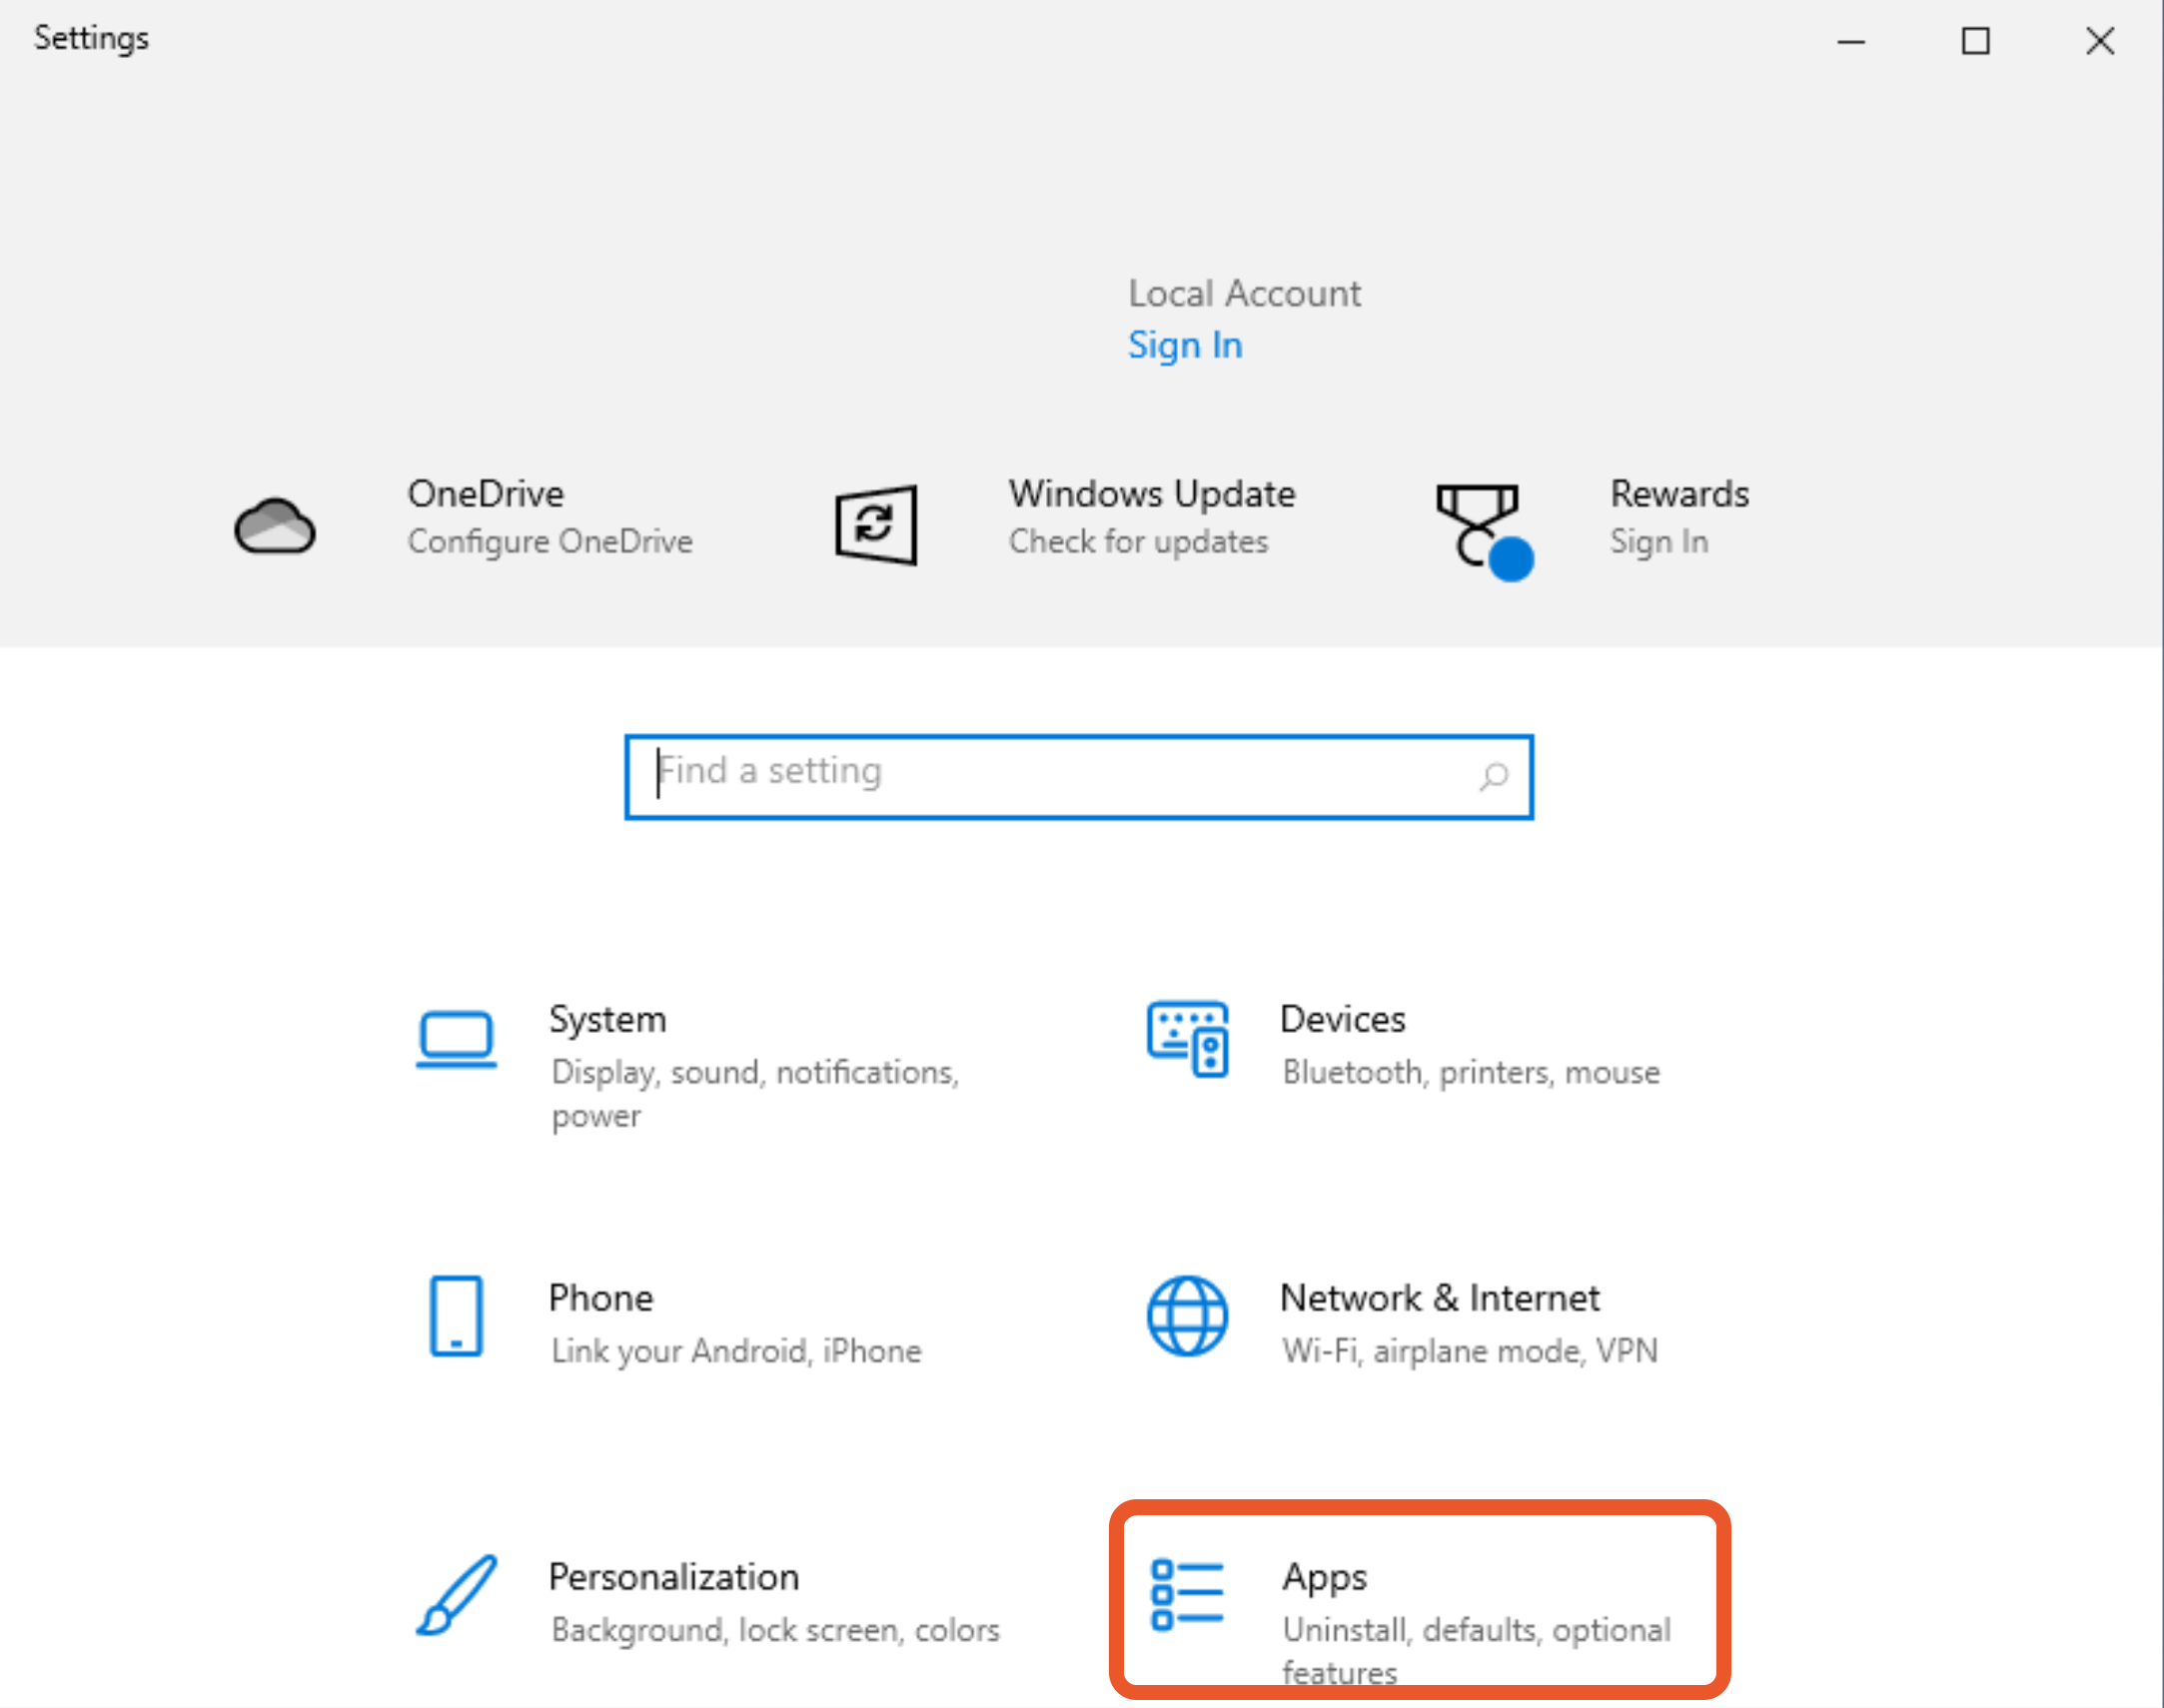 Settings
Local Account
Sign In
OneDrive
Configure OneDrive
Windows Update
Check for updates
Rewards
Sign In
Find a setting
System
Display, sound, notifications,
power
Devices
Bluetooth, printers, mouse
Phone
Link your Android, iPhone
Network & Internet
Wi-Fi, airplane mode, VPN
Personalization
Background, lock screen, colors
Apps
Uninstall, defaults, optional
features